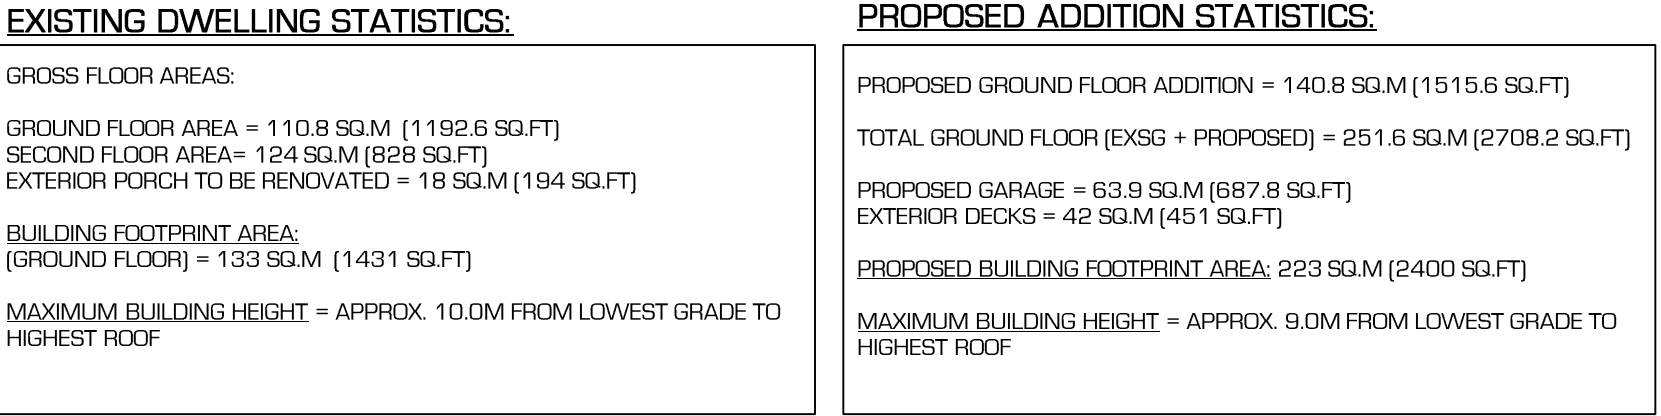 EXISTING DWELLING STATISTICS:
GROSS FLOOR AREAS:
GROUND FLOOR AREA = 110.8 SQ.M (1192.6 SQ.FT)
SECOND FLOOR AREA= 124 SQ.M (828 SQ.FT)
EXTERIOR PORCH TO BE RENOVATED = 18 SQ.M (194 SQ.FT)
BUILDING FOOTPRINT AREA:
(GROUND FLOOR) = 133 SQ.M (1431 SQ.FT)
MAXIMUM BUILDING HEIGHT = APPROX. 10.0M FROM LOWEST GRADE TO
HIGHEST ROOF
PROPOSED ADDITION STATISTICS:
PROPOSED GROUND FLOOR ADDITION = 140.8 SQ.M (1515.6 SQ.FT)
TOTAL GROUND FLOOR (EXSG + PROPOSED) = 251.6 SQ.M (2708.2 SQ.FT)
PROPOSED GARAGE = 63.9 SQ.M (687.8 SQ.FT)
EXTERIOR DECKS = 42 SQ.M (451 SQ.FT)
PROPOSED BUILDING FOOTPRINT AREA: 223 SQ.M (2400 SQ.FT)
MAXIMUM BUILDING HEIGHT = APPROX. 9.0M FROM LOWEST GRADE TO
HIGHEST ROOF